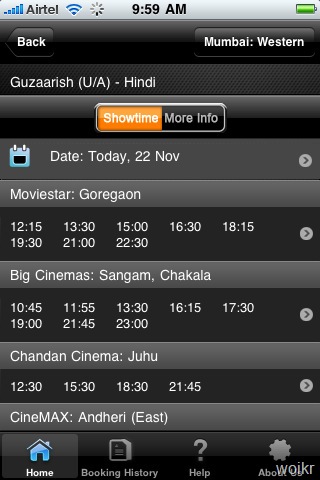 Airtel 9:59 AM
Back Mumbai: Western
Guzaarish (U/A) - Hindi
Showtime More Info
Date: Today, 22 Nov
Moviestar: Goregaon
12:15 13:30 15:00 16:30 18:15
19:30 21:00 22:30
Big Cinemas: Sangam, Chakala
10:45 11:55 13:30 16:15 17:30
19:00 21:45 23:00
Chandan Cinema: Juhu
12:30 15:30 18:30 21:45
CineMAX: Andheri (East)
Home Booking History Help About Us
woikr